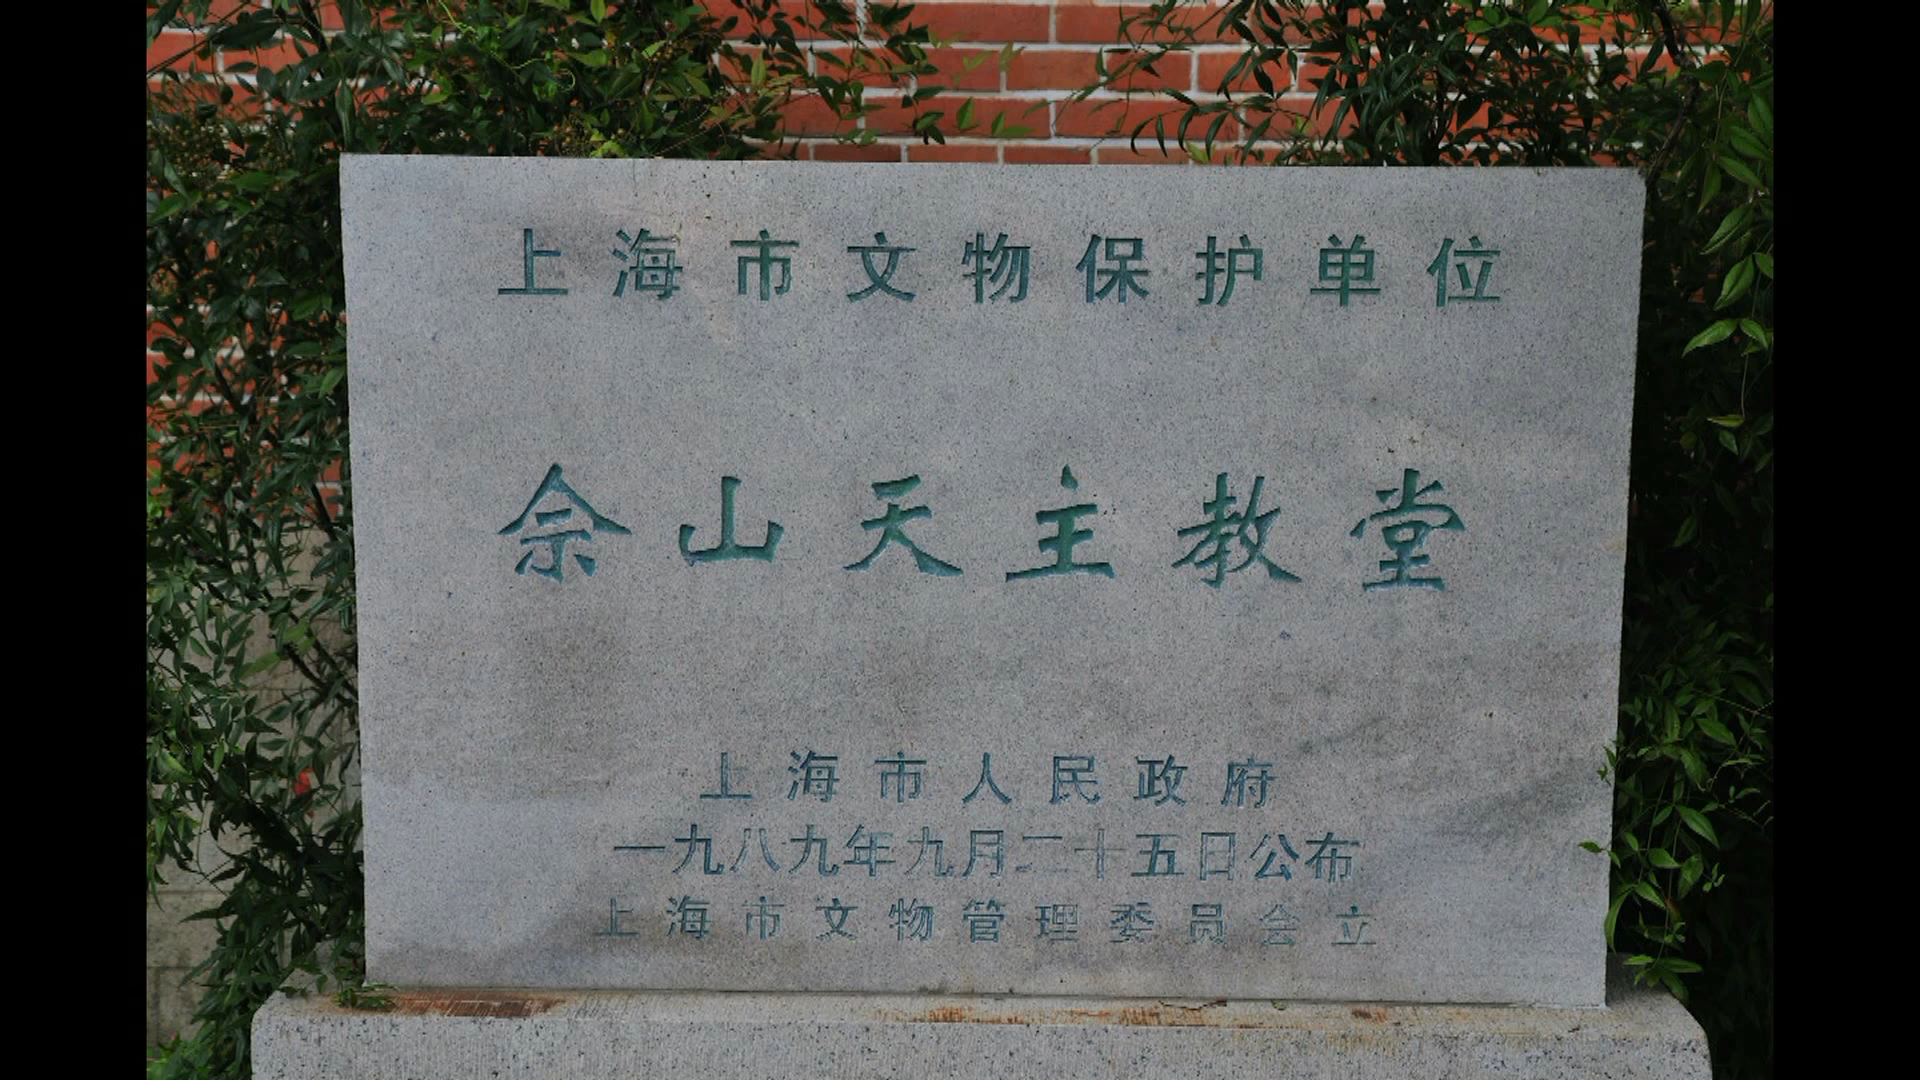 上海市文物保护单位
佘山天主教堂
上海市人民政府
一九八九年九月二十五日公布
上海市文物管理委员会立